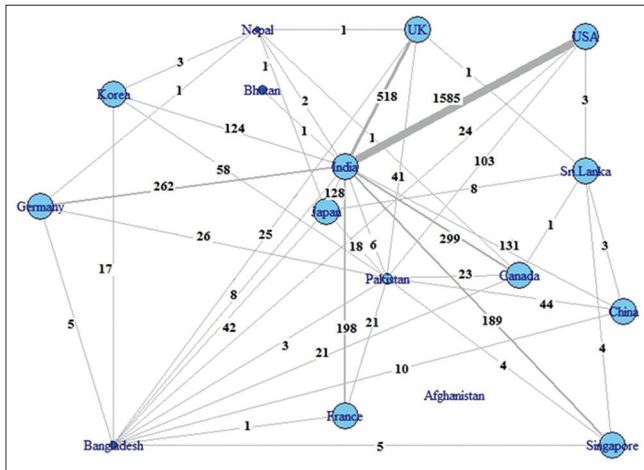 Nepal
1
UK
USA
3
Korea
1
1
Bhutan
2
518
1585
1
3
124
1
1
24
58
India
103
Sri.Lanka
262
128
41
8
Germany
Japan
25
26
18
6
299
131
1
3
17
Pakistan
23
Canada
8
44
China
5
42
198
21
189
3
21
10
4
4
Afghanistan
France
1
Bangladesh
5
Singapore